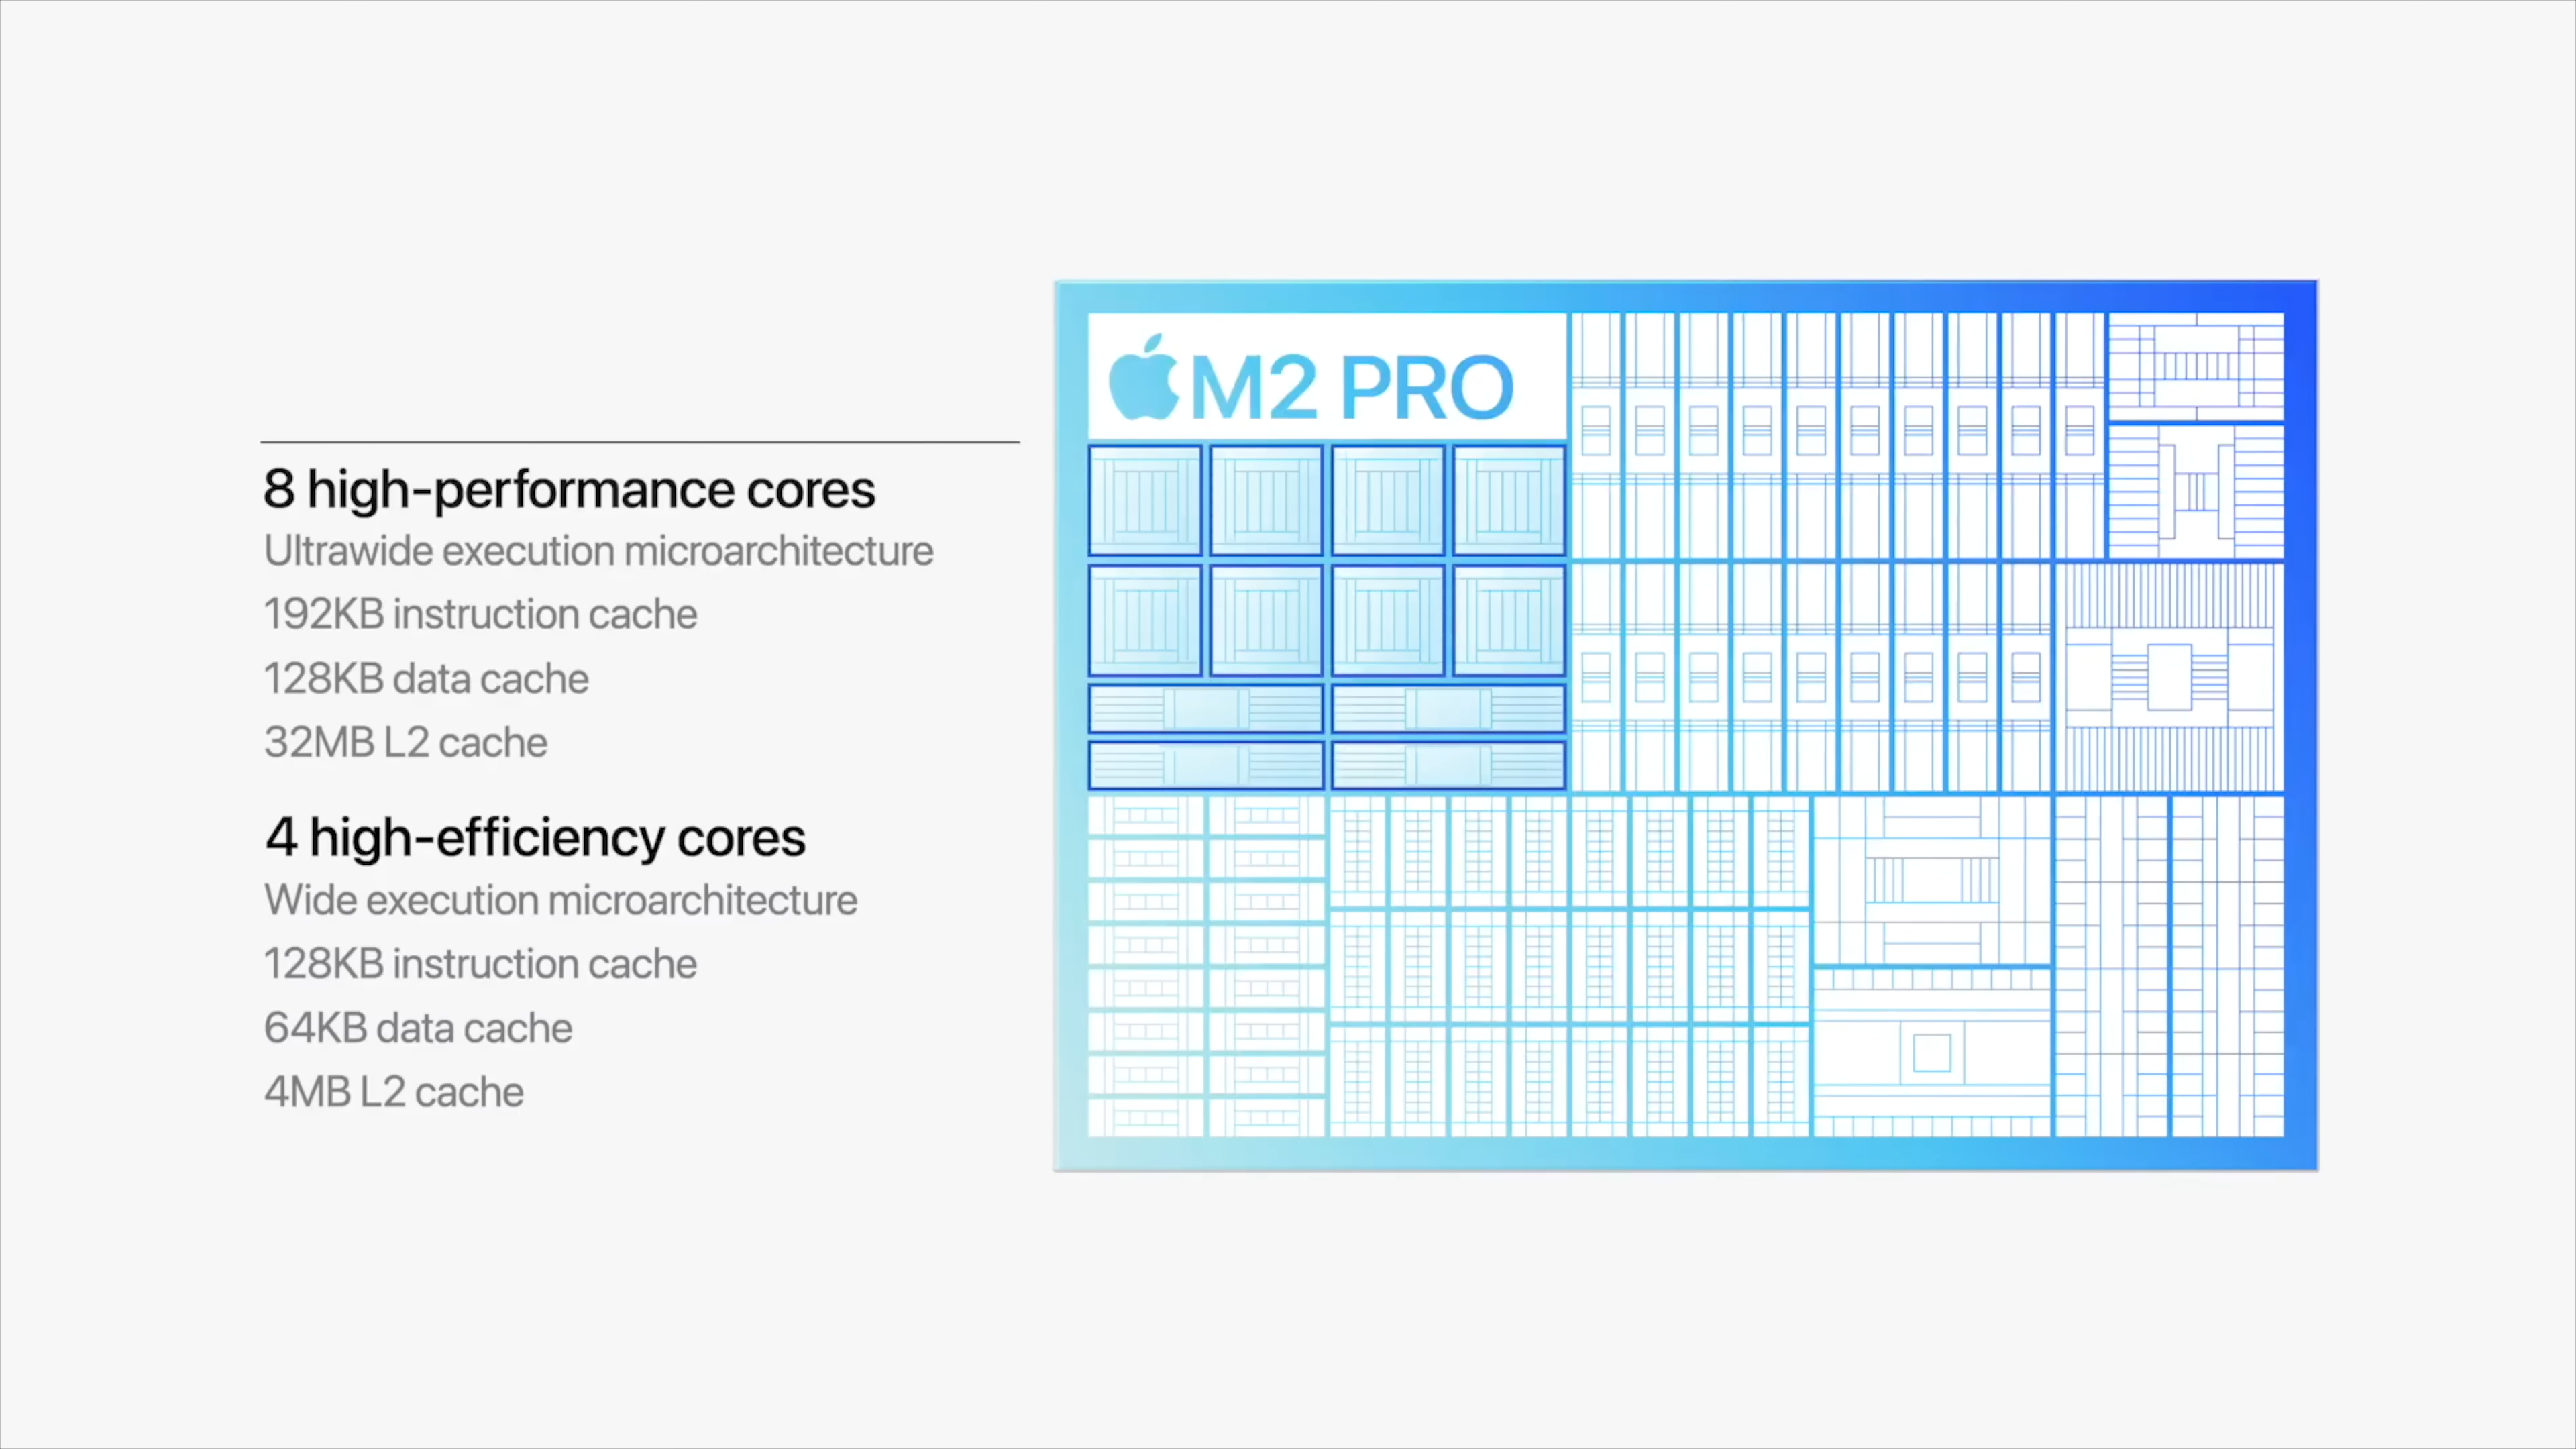 8 high-performance cores
Ultrawide execution microarchitecture
192KB instruction cache
128KB data cache
32MB L2 cache
4 high-efficiency cores
Wide execution microarchitecture
128KB instruction cache
64KB data cache
4MB L2 cache
M2 PRO